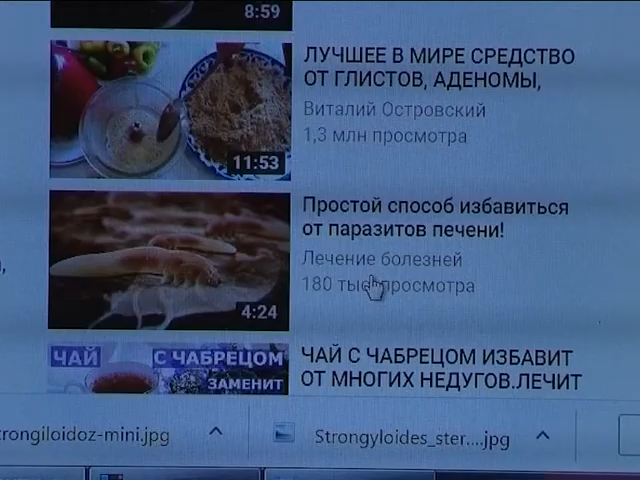 8:59
ЛУЧШЕЕ В МИРЕ СРЕДСТВО
ОТ ГЛИСТОВ, АДЕНОМЫ,
Виталий Островский
1,3 млн просмотра
11:53
Простой способ избавиться
от паразитов печени!
Лечение болезней
180 тыс просмотра
4:24
ЧАЙ С ЧАБРЕЦОМ
ЗАМЕНИТ
ЧАЙ С ЧАБРЕЦОМ ИЗБАВИТ
ОТ МНОГИХ НЕДУГОВ.ЛЕЧИТ
rongiloidoz-mini.jpg
Strongyloides_ster....jpg